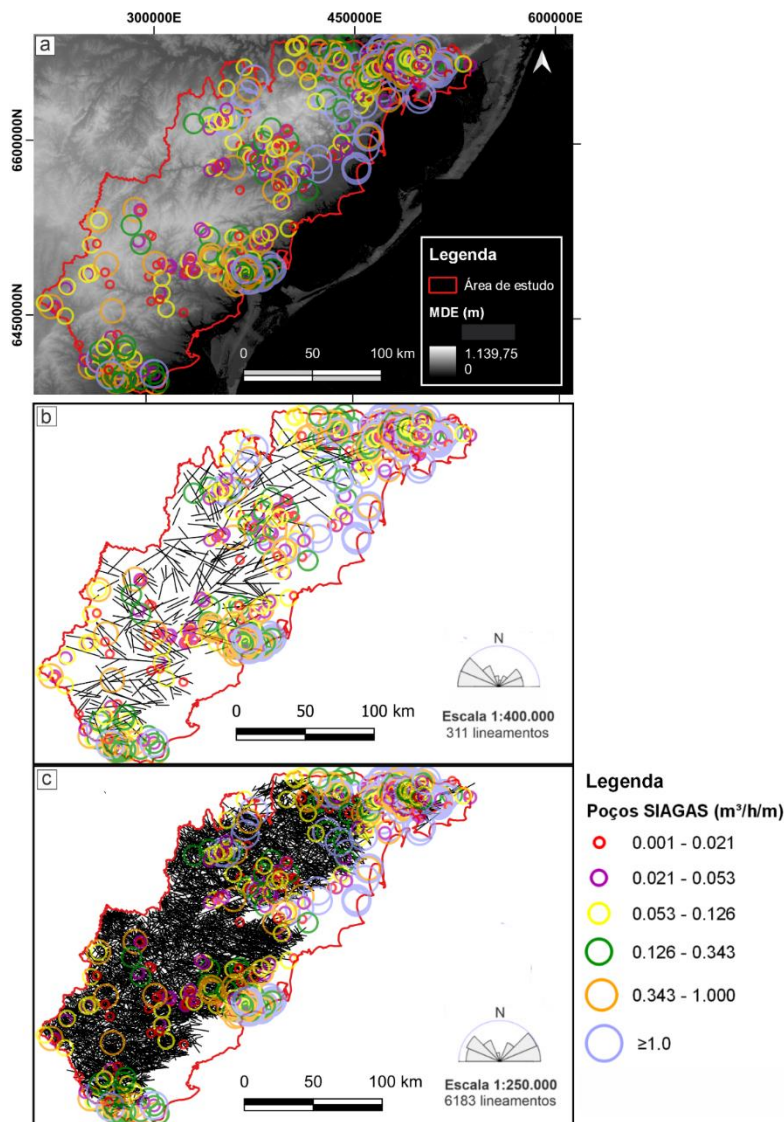 300000E 450000E 600000E
a
6600000N
6450000N
Legenda
Área de estudo
MDE (m)
1.139,75
0
0 50 100 km
300000E 450000E 600000E
b
N
0 50 100 km
Escala 1:400.000
311 lineamentos
c
N
0 50 100 km
Escala 1:250.000
6183 lineamentos
Legenda
Poços SIAGAS (m³/h/m)
0.001 - 0.021
0.021 - 0.053
0.053 - 0.126
0.126 - 0.343
0.343 - 1.000
≥1.0